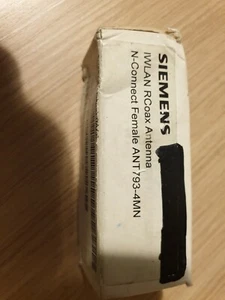 SIEMENS
IWLAN RCoax Antenna
N-Connect Female ANT793-4MN